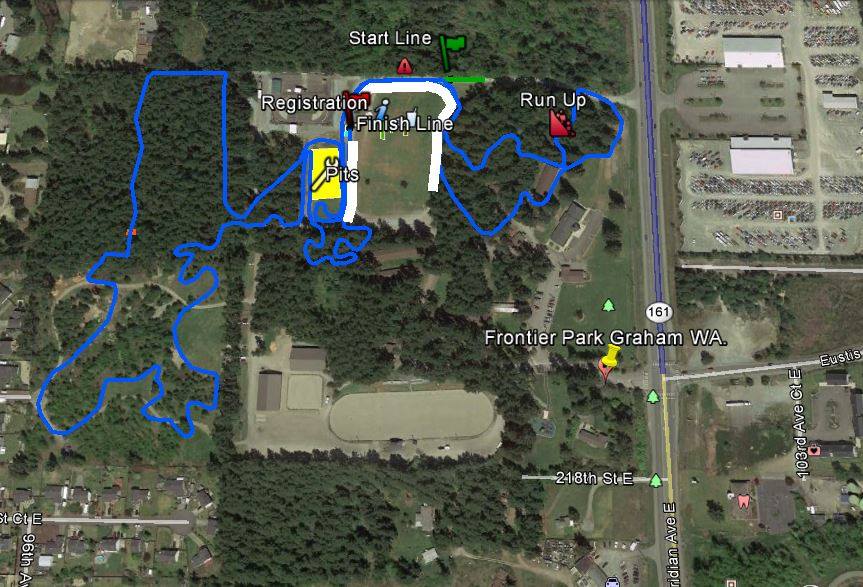 Start Line
Registration
Run Up
Finish Line
Pits
161
Frontier Park Graham WA.
Eustis
103rd Ave Ct E
218th St E
St Ct E
96th A
ridian Ave E